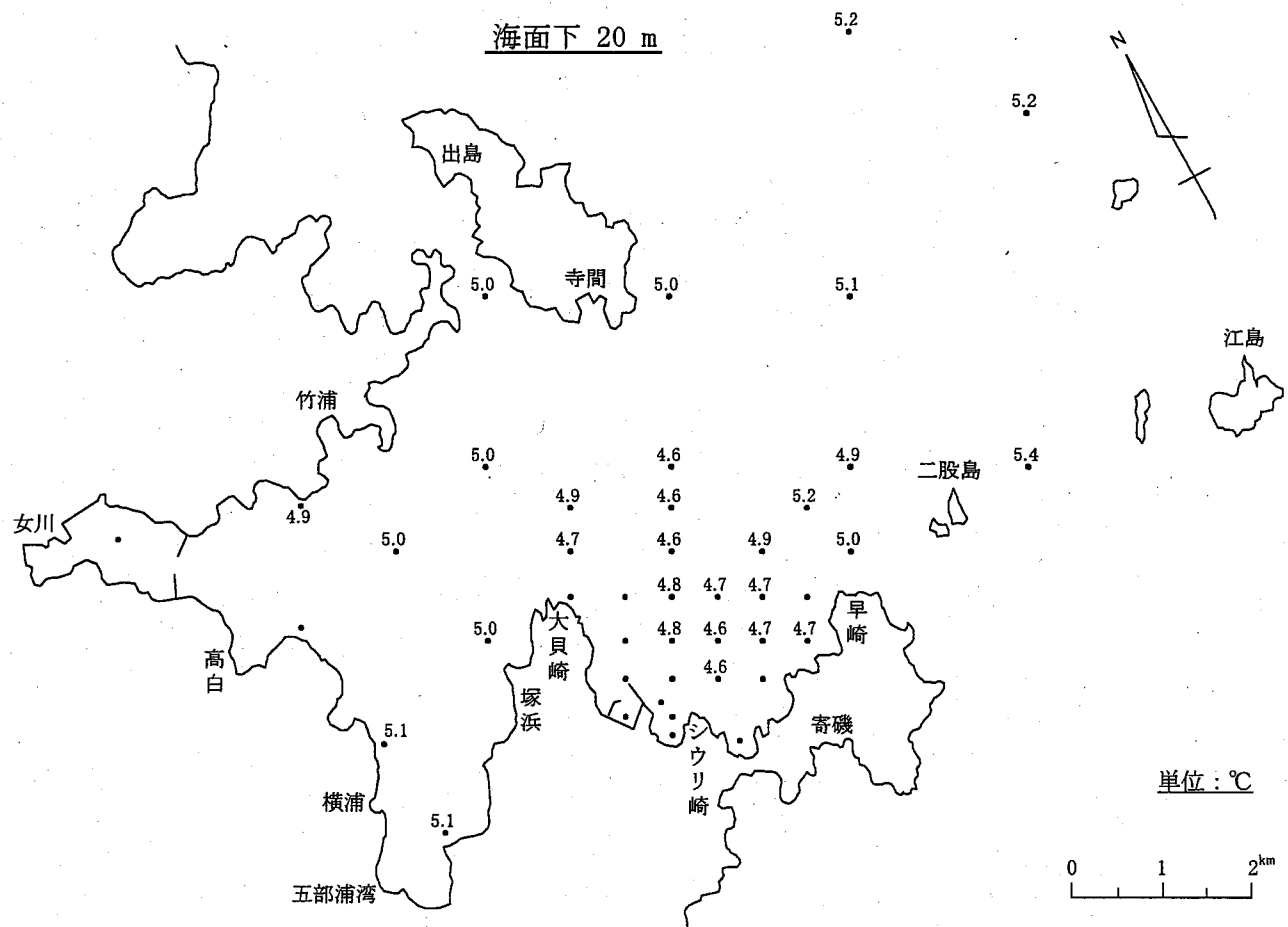 海面下 20 m
5.2
N
5.2
出島
寺間
5.0
5.0
5.1
江島
竹浦
5.0
4.6
4.9
二股島
5.4
4.9
4.6
5.2
女川
4.9
5.0
4.7
4.6
4.9
5.0
4.8
4.7
4.7
大貝崎
早崎
5.0
4.8
4.6
4.7
4.7
高白
4.6
塚浜
シウリ崎
寄磯
5.1
単位：℃
横浦
5.1
0 1 2km
五部浦湾